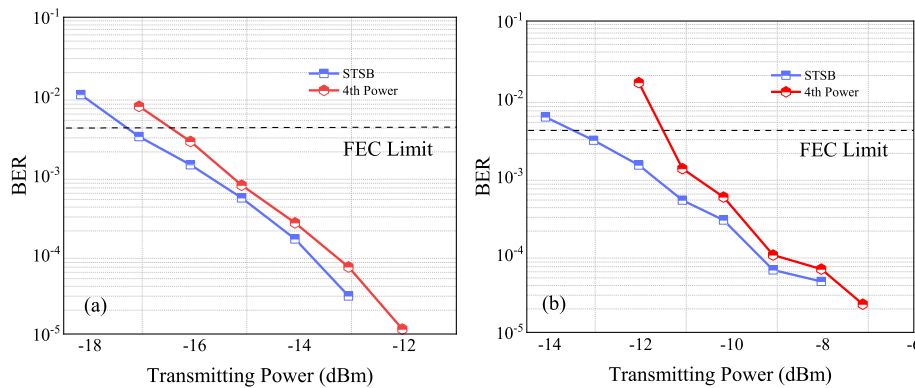 10^-1
10^-2
10^-3
10^-4
10^-5
BER
STSB
4th Power
FEC Limit
(a)
-18
-16
-14
-12
Transmitting Power (dBm)
10^-1
10^-2
10^-3
10^-4
10^-5
BER
STSB
4th Power
FEC Limit
(b)
-14
-12
-10
-8
-6
Transmitting Power (dBm)